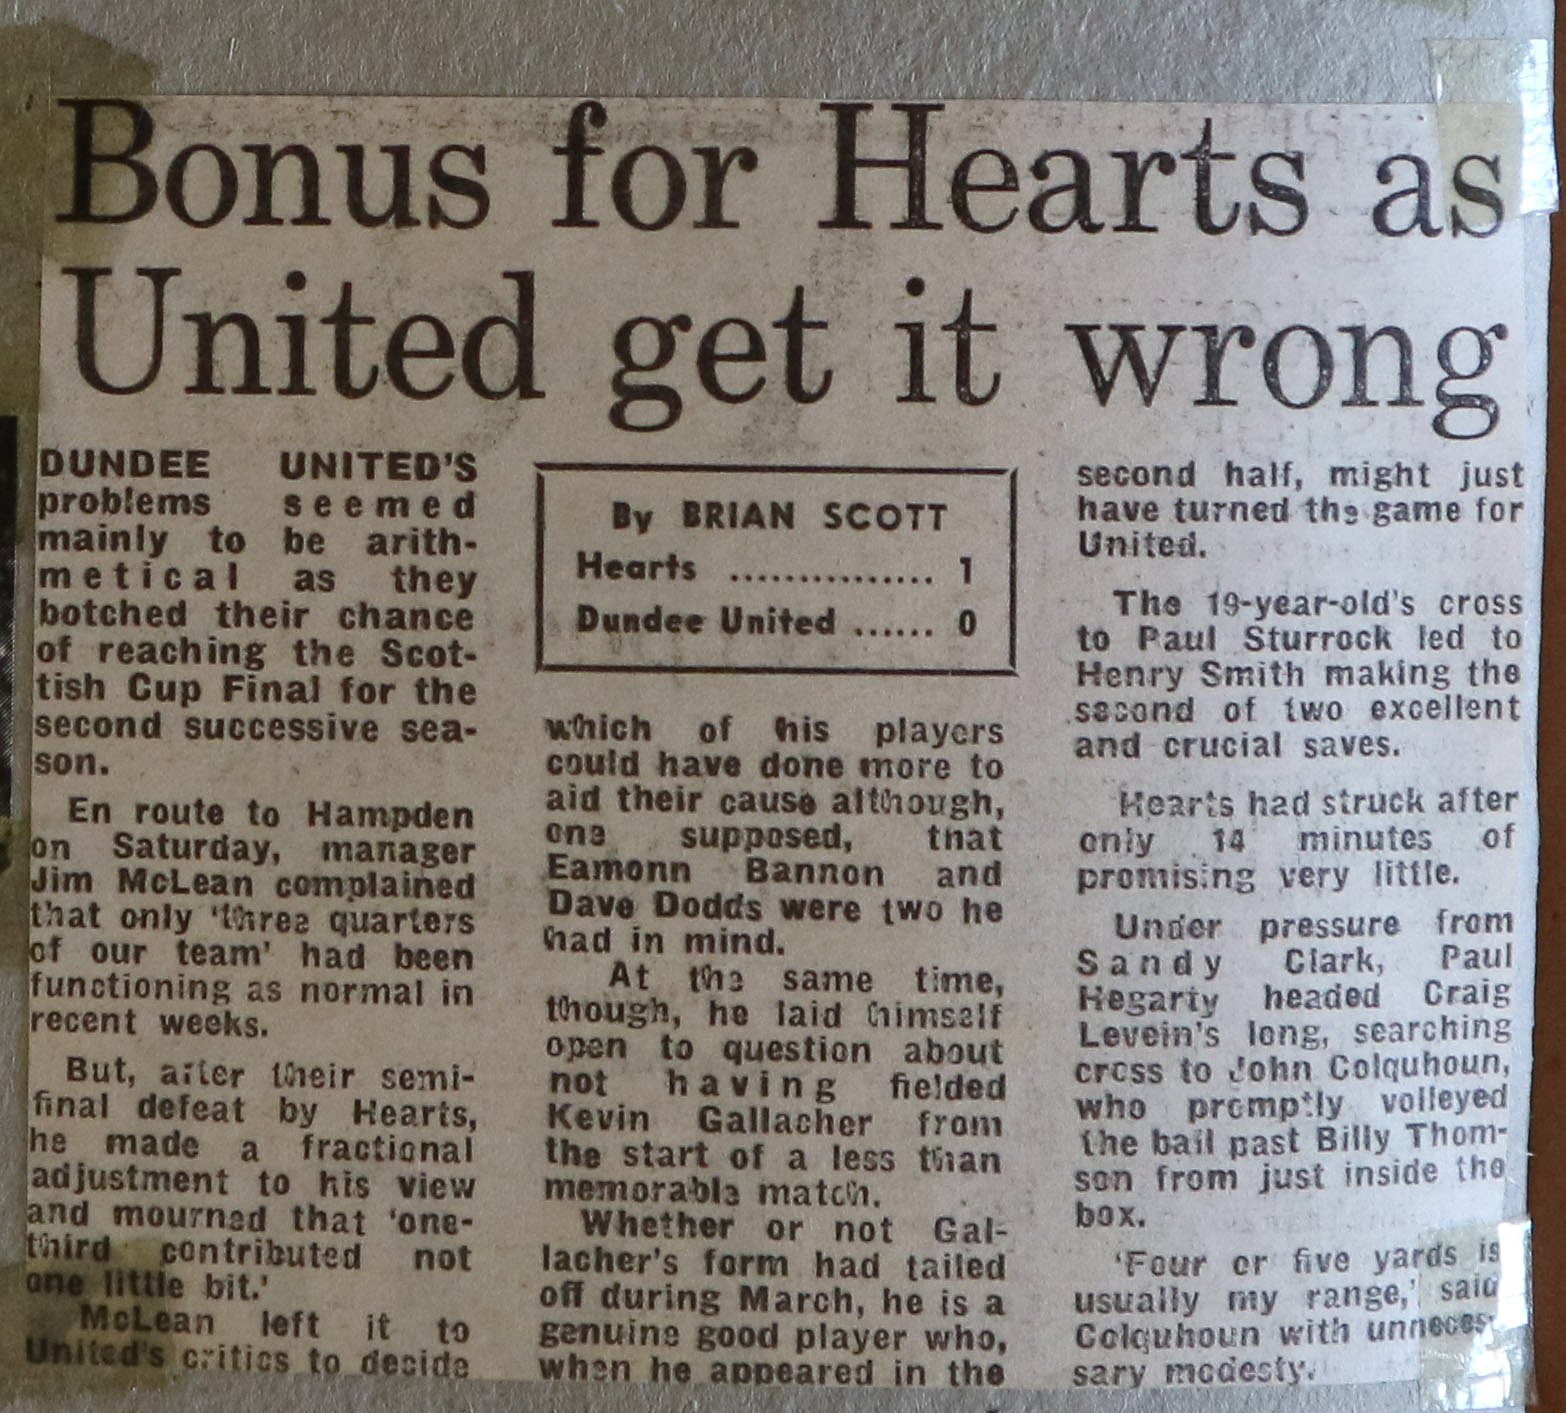 Bonus for Hearts as
United get it wrong
DUNDEE UNITED'S
problems seemed
mainly to be arith-
metical as they
botched their chance
of reaching the Scot-
tish Cup Final for the
second successive sea-
son.
En route to Hampden
on Saturday, manager
Jim McLean complained
that only 'three quarters
of our team' had been
functioning as normal in
recent weeks.
But, after their semi-
final defeat by Hearts,
he made a fractional
adjustment to his view
and mourned that 'one-
third contributed not
one little bit.'
McLean left it to
United's critics to decide
By BRIAN SCOTT
Hearts ............... 1
Dundee United ...... 0
which of his players
could have done more to
aid their cause although,
one supposed, that
Eamonn Bannon and
Dave Dodds were two he
had in mind.
At the same time,
though, he laid himself
open to question about
not having fielded
Kevin Gallacher from
the start of a less than
memorable match.
Whether or not Gal-
lacher's form had tailed
off during March, he is a
genuine good player who,
when he appeared in the
second half, might just
have turned the game for
United.
The 19-year-old's cross
to Paul Sturrock led to
Henry Smith making the
second of two excellent
and crucial saves.
Hearts had struck after
only 14 minutes of
promising very little.
Under pressure from
Sandy Clark, Paul
Hegarty headed Craig
Levein's long, searching
cross to John Colquhoun,
who promptly volleyed
the ball past Billy Thom-
son from just inside the
box.
'Four or five yards is
usually my range,' said
Colquhoun with unneces-
sary modesty.